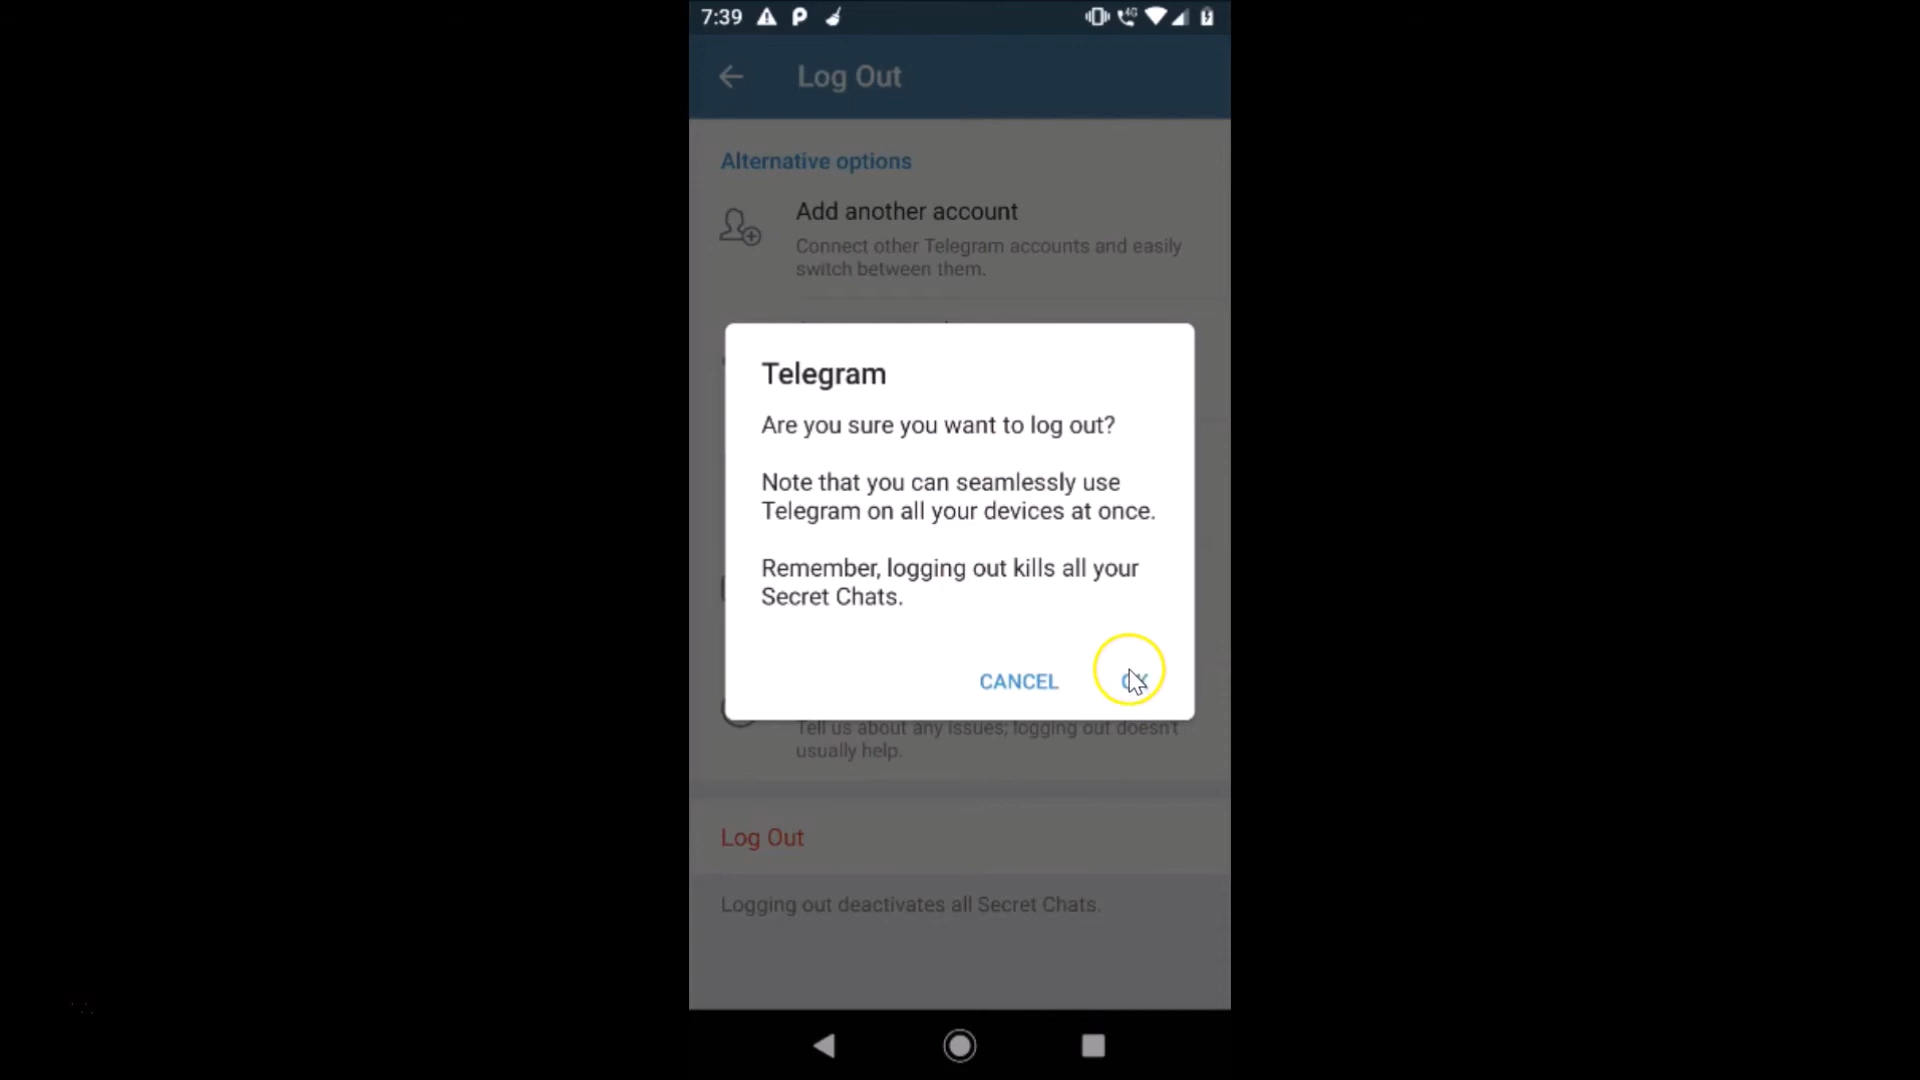 7:39
4G
Log Out
Alternative options
Add another account
Connect other Telegram accounts and easily
switch between them.
Telegram
Are you sure you want to log out?
Note that you can seamlessly use
Telegram on all your devices at once.
Remember, logging out kills all your
Secret Chats.
CANCEL
Tell us about any issues; logging out doesn't
usually help.
Log Out
Logging out deactivates all Secret Chats.